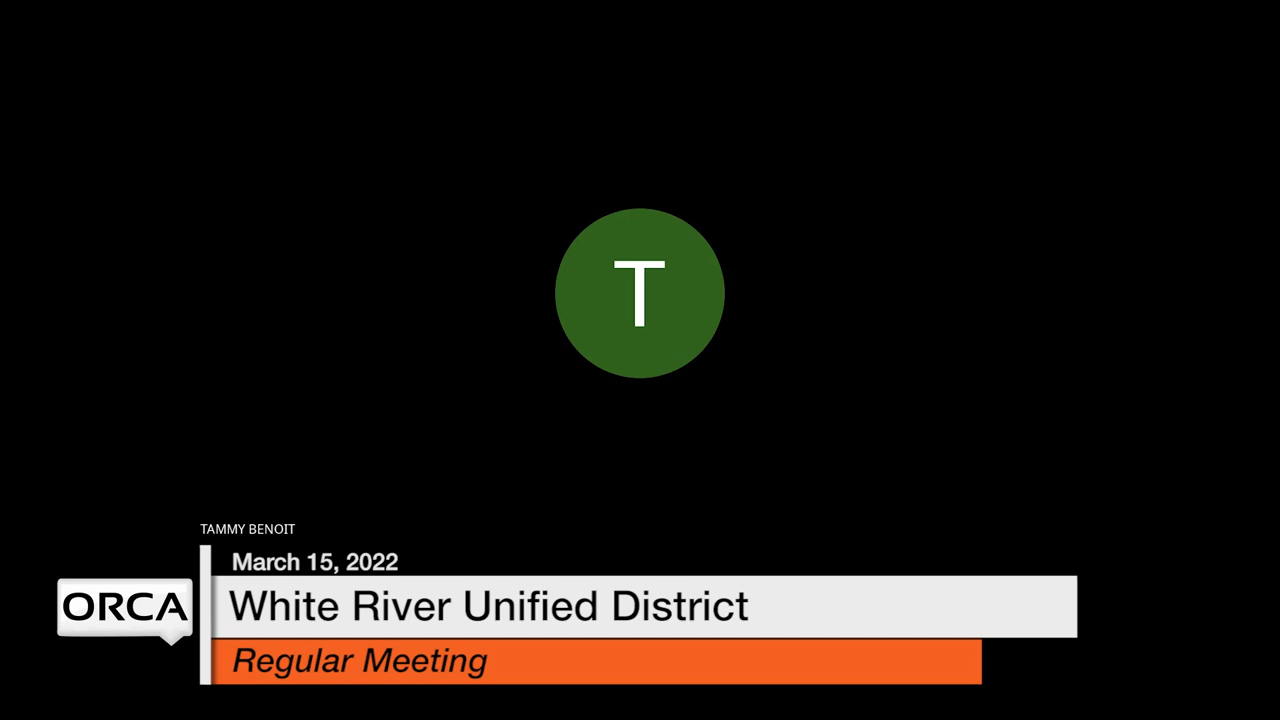 T
TAMMY BENOIT
March 15, 2022
ORCA
White River Unified District
Regular Meeting